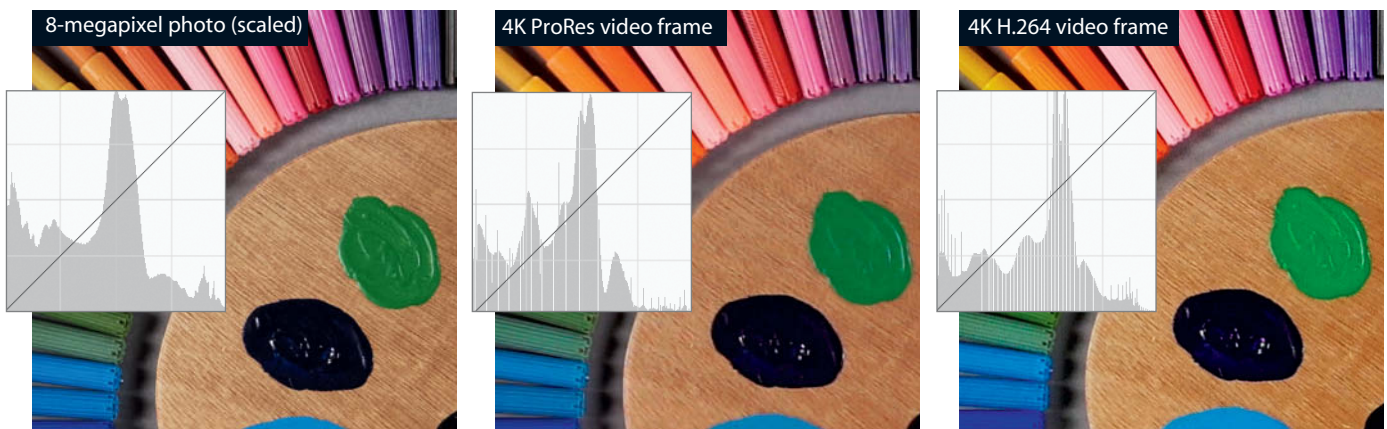 8-megapixel photo (scaled)
4K ProRes video frame
4K H.264 video frame